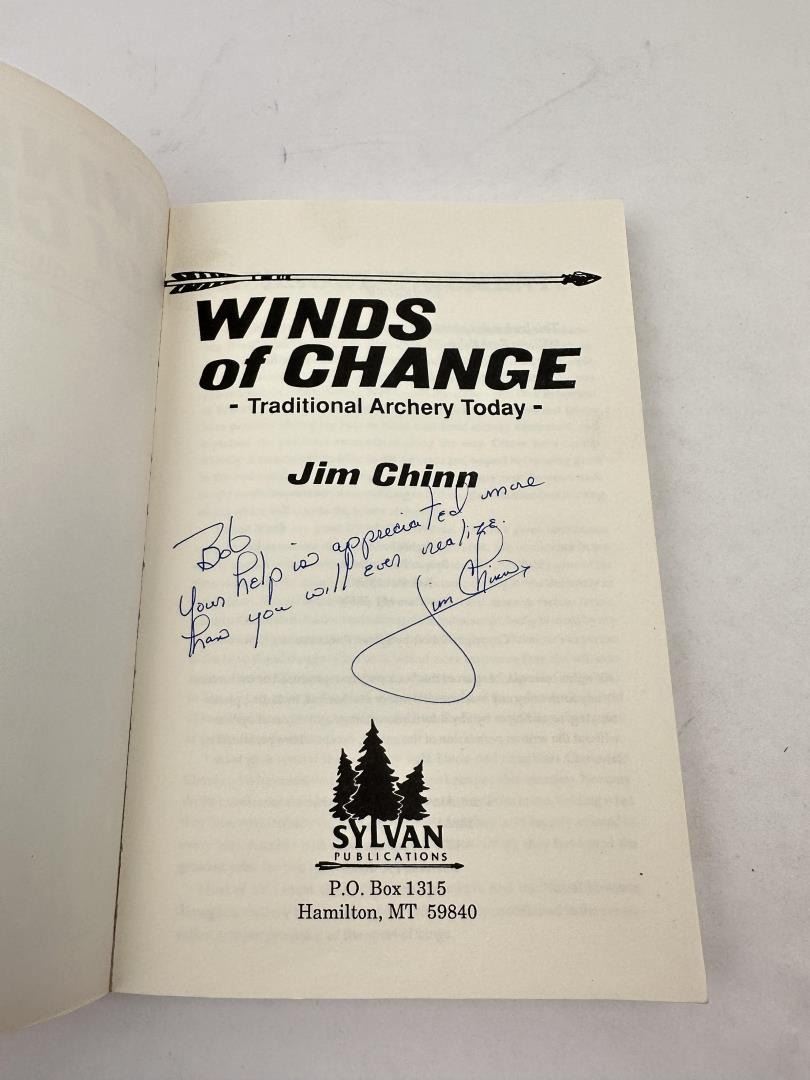 WINDS
of CHANGE
- Traditional Archery Today -
Jim Chinn
Bob
Your help is appreciated more
than you will ever realize.
Jim Chinn
SYLVAN
PUBLICATIONS
P.O. Box 1315
Hamilton, MT 59840